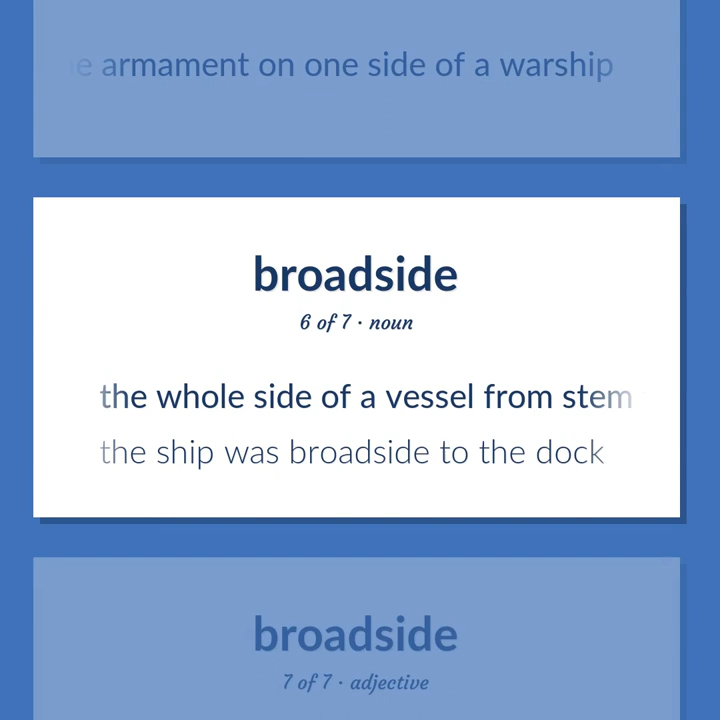 armament on one side of a warship
broadside
6 of 7 · noun
the whole side of a vessel from stem
the ship was broadside to the dock
broadside
7 of 7 · adjective